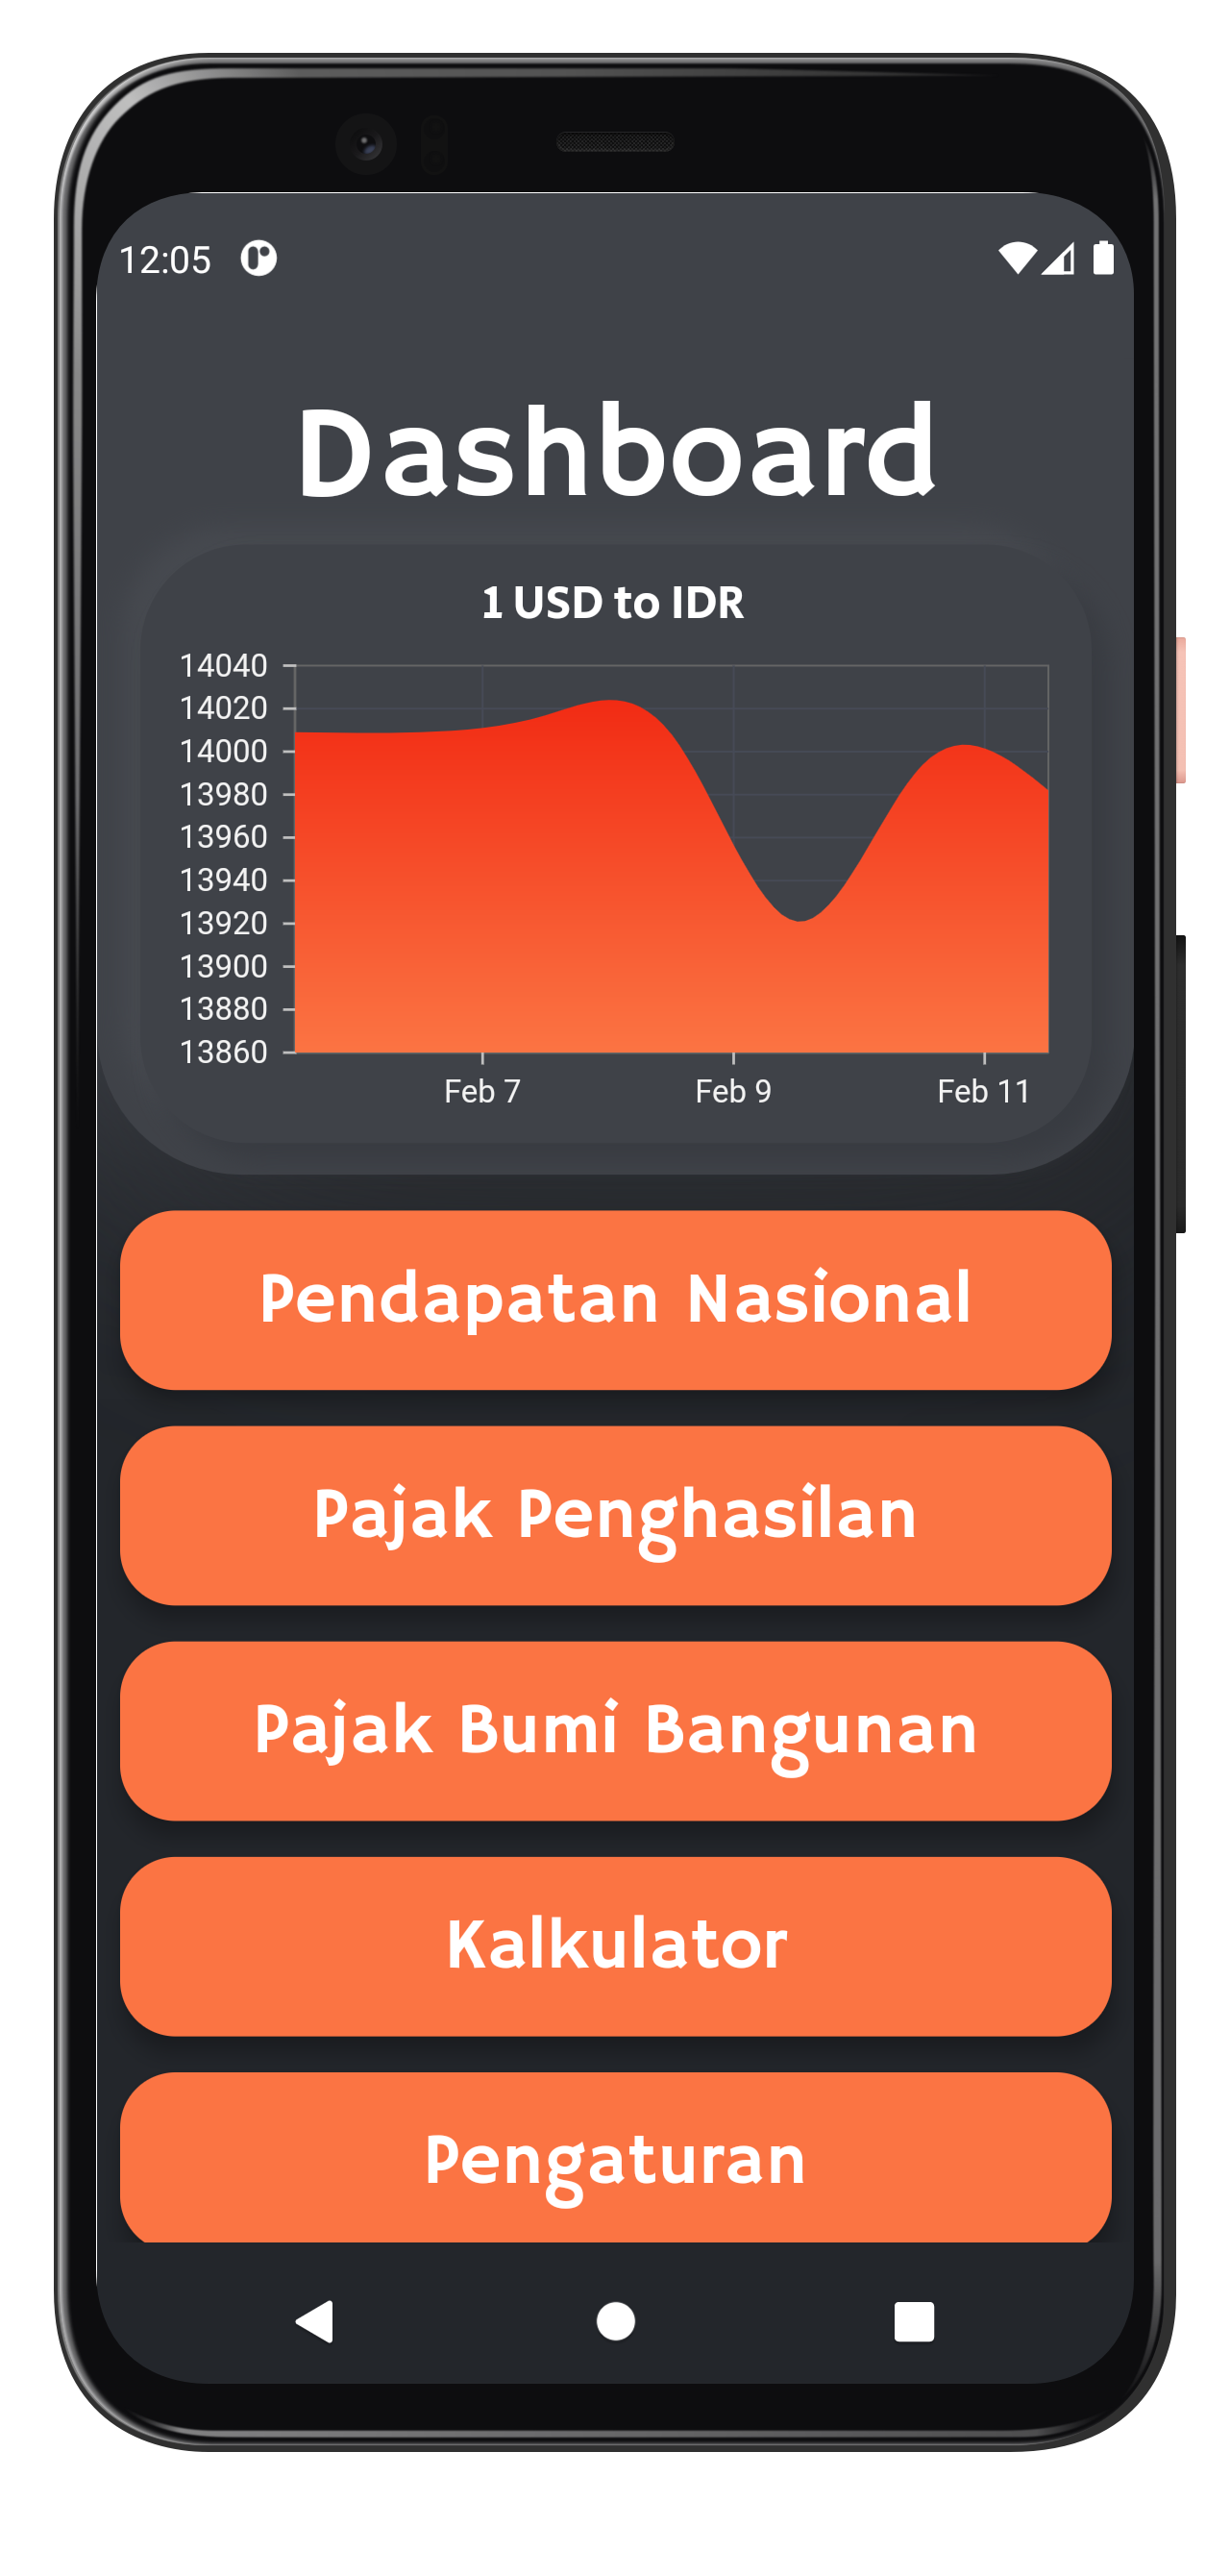 12:05
Dashboard
1 USD to IDR
14040
14020
14000
13980
13960
13940
13920
13900
13880
13860
Feb 7 Feb 9 Feb 11
Pendapatan Nasional
Pajak Penghasilan
Pajak Bumi Bangunan
Kalkulator
Pengaturan